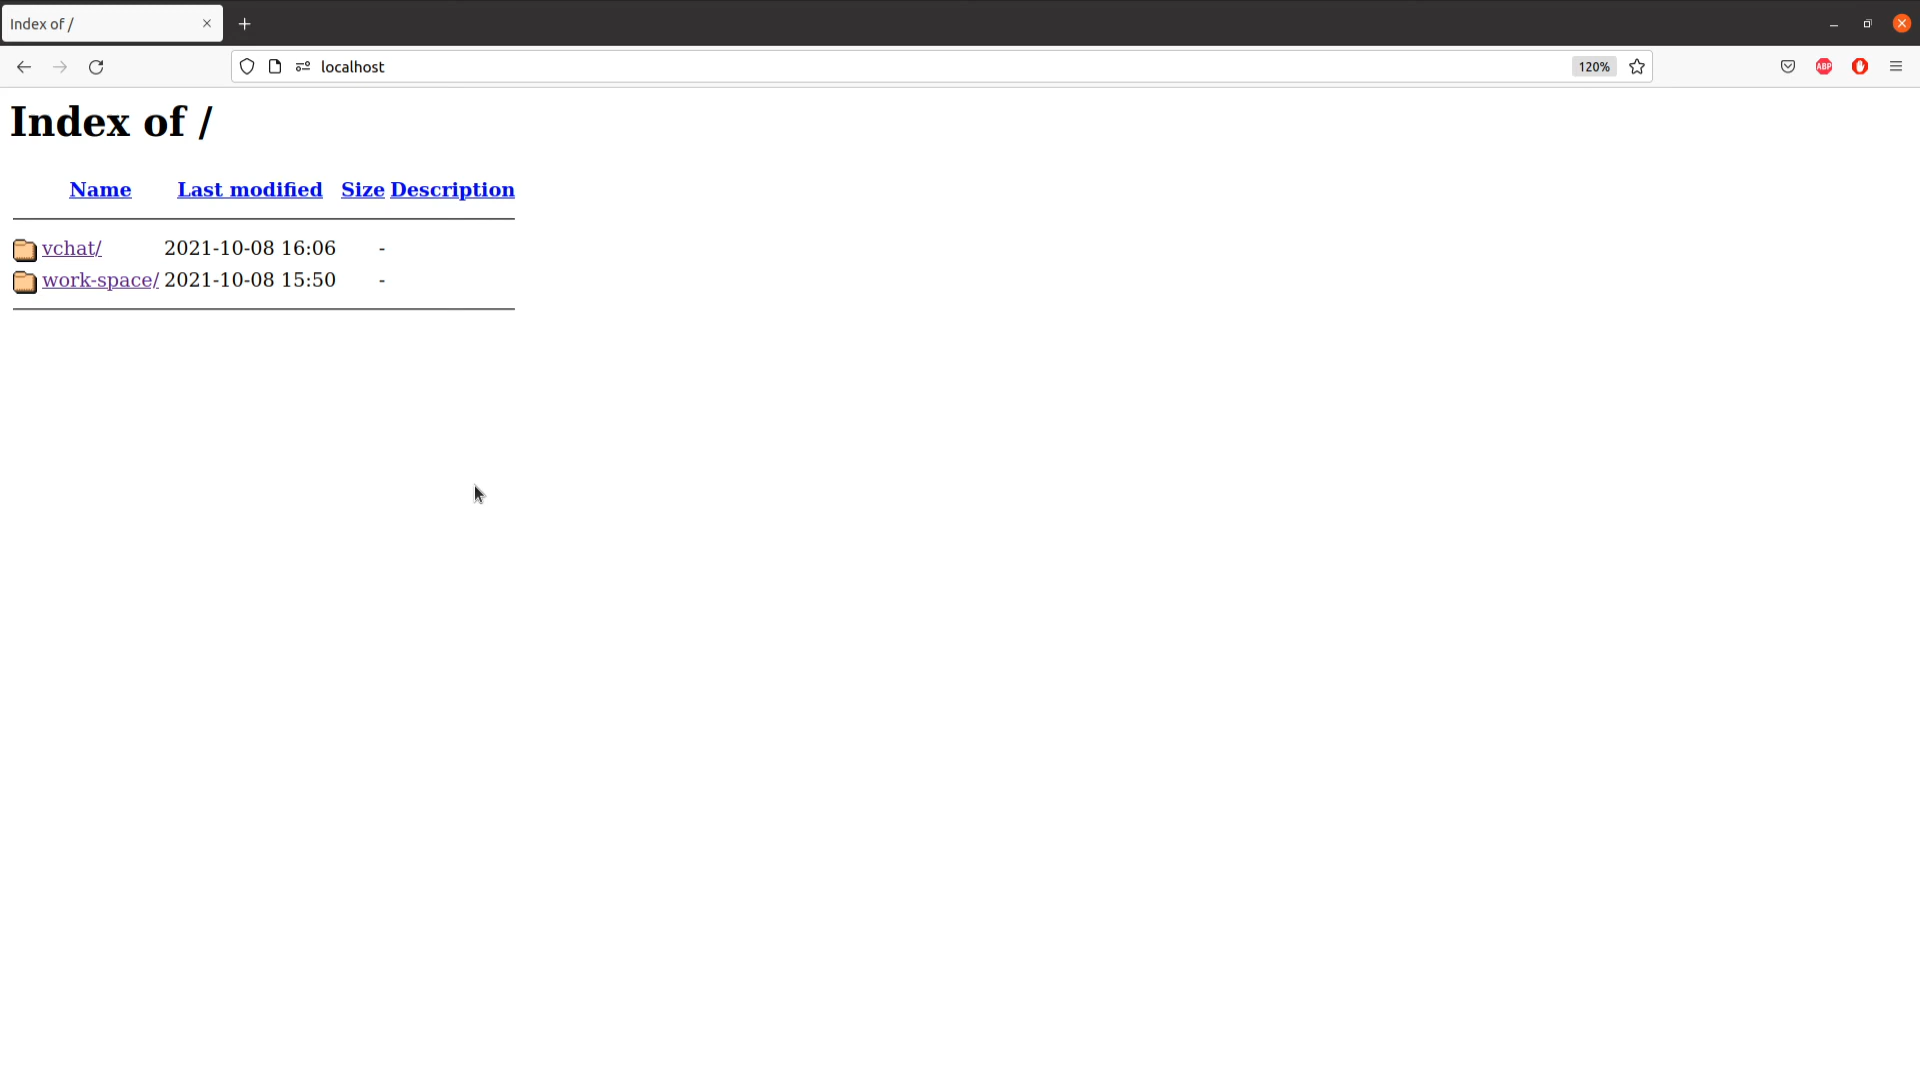 Index of /
localhost
120%
ABP
Index of /
Name Last modified Size Description
vchat/ 2021-10-08 16:06 -
work-space/ 2021-10-08 15:50 -